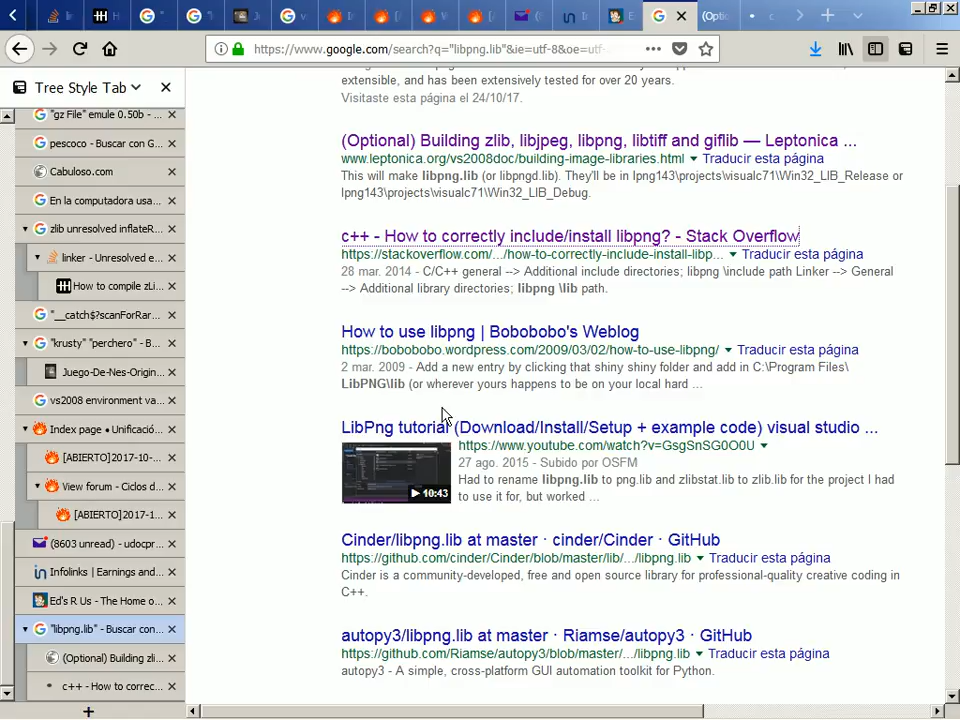 (Opt
https://www.google.com/search?q="libpng.lib"&ie=utf-8&oe=utf-
Tree Style Tab
"gz File" emule 0.50b - ...
pescoco - Buscar con G...
Cabuloso.com
En la computadora usa...
zlib unresolved inflateR...
linker - Unresolved e...
How to compile zLi...
"__catch$?scanForRar...
"krusty" "perchero" - B...
Juego-De-Nes-Origin...
vs2008 environment va...
Index page • Unificació...
[ABIERTO]2017-10-...
View forum - Ciclos d...
[ABIERTO]2017-1...
(8603 unread) - udocpr...
Infolinks | Earnings and...
Ed's R Us - The Home o...
"libpng.lib" - Buscar con...
(Optional) Building zli...
c++ - How to correc...
extensible, and has been extensively tested for over 20 years.
Visitaste esta página el 24/10/17.
(Optional) Building zlib, libjpeg, libpng, libtiff and giflib — Leptonica ...
www.leptonica.org/vs2008doc/building-image-libraries.html Traducir esta página
This will make libpng.lib (or libpngd.lib). They'll be in lpng143\projects\visualc71\Win32_LIB_Release or
lpng143\projects\visualc71\Win32_LIB_Debug.
c++ - How to correctly include/install libpng? - Stack Overflow
https://stackoverflow.com/.../how-to-correctly-include-install-libp... Traducir esta página
28 mar. 2014 - C/C++ general --> Additional include directories; libpng \include path Linker --> General
--> Additional library directories; libpng \lib path.
How to use libpng | Bobobobo's Weblog
https://bobobobo.wordpress.com/2009/03/02/how-to-use-libpng/ Traducir esta página
2 mar. 2009 - Add a new entry by clicking that shiny shiny folder and add in C:\Program Files\
LibPNG\lib (or wherever yours happens to be on your local hard ...
LibPng tutorial (Download/Install/Setup + example code) visual studio ...
https://www.youtube.com/watch?v=GsgSnSG0O0U
27 ago. 2015 - Subido por OSFM
Had to rename libpng.lib to png.lib and zlibstat.lib to zlib.lib for the project I had
to use it for, but worked ...
10:43
Cinder/libpng.lib at master · cinder/Cinder · GitHub
https://github.com/cinder/Cinder/blob/master/lib/.../libpng.lib Traducir esta página
Cinder is a community-developed, free and open source library for professional-quality creative coding in
C++.
autopy3/libpng.lib at master · Riamse/autopy3 · GitHub
https://github.com/Riamse/autopy3/blob/master/.../libpng.lib Traducir esta página
autopy3 - A simple, cross-platform GUI automation toolkit for Python.